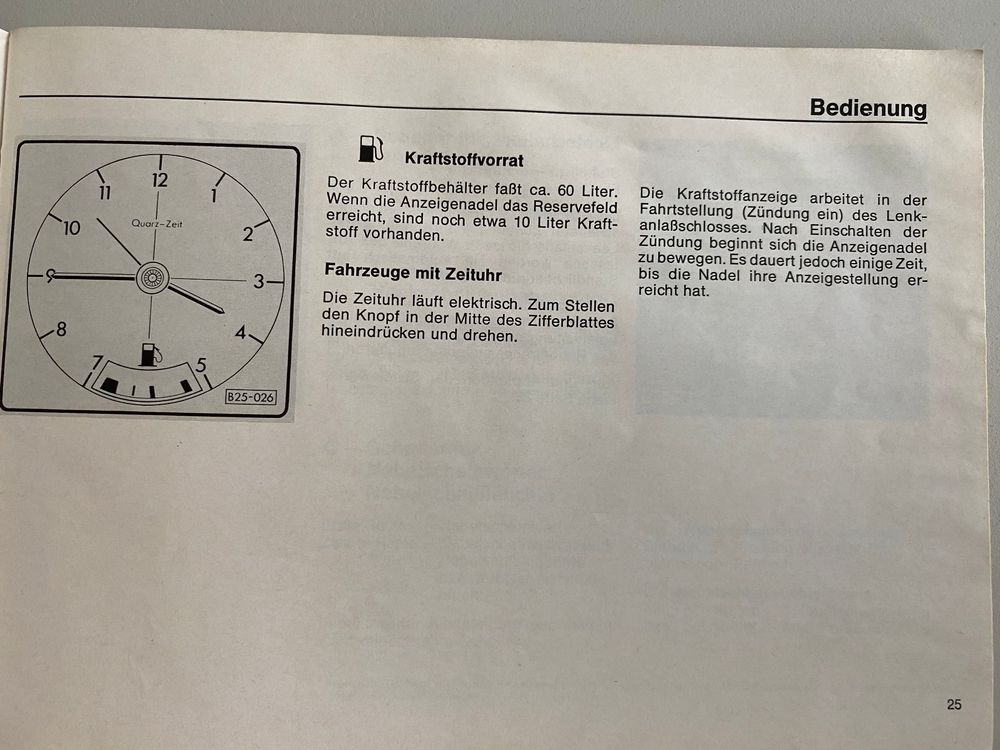 Bedienung
12
11
1
Quarz-Zeit
10
2
9
3
8
4
7
5
B25-026
Kraftstoffvorrat
Der Kraftstoffbehälter faßt ca. 60 Liter.
Wenn die Anzeigenadel das Reservefeld
erreicht, sind noch etwa 10 Liter Kraft-
stoff vorhanden.
Fahrzeuge mit Zeituhr
Die Zeituhr läuft elektrisch. Zum Stellen
den Knopf in der Mitte des Zifferblattes
hineindrücken und drehen.
Die Kraftstoffanzeige arbeitet in der
Fahrtstellung (Zündung ein) des Lenk-
anlaßschlosses. Nach Einschalten der
Zündung beginnt sich die Anzeigenadel
zu bewegen. Es dauert jedoch einige Zeit,
bis die Nadel ihre Anzeigestellung er-
reicht hat.
25